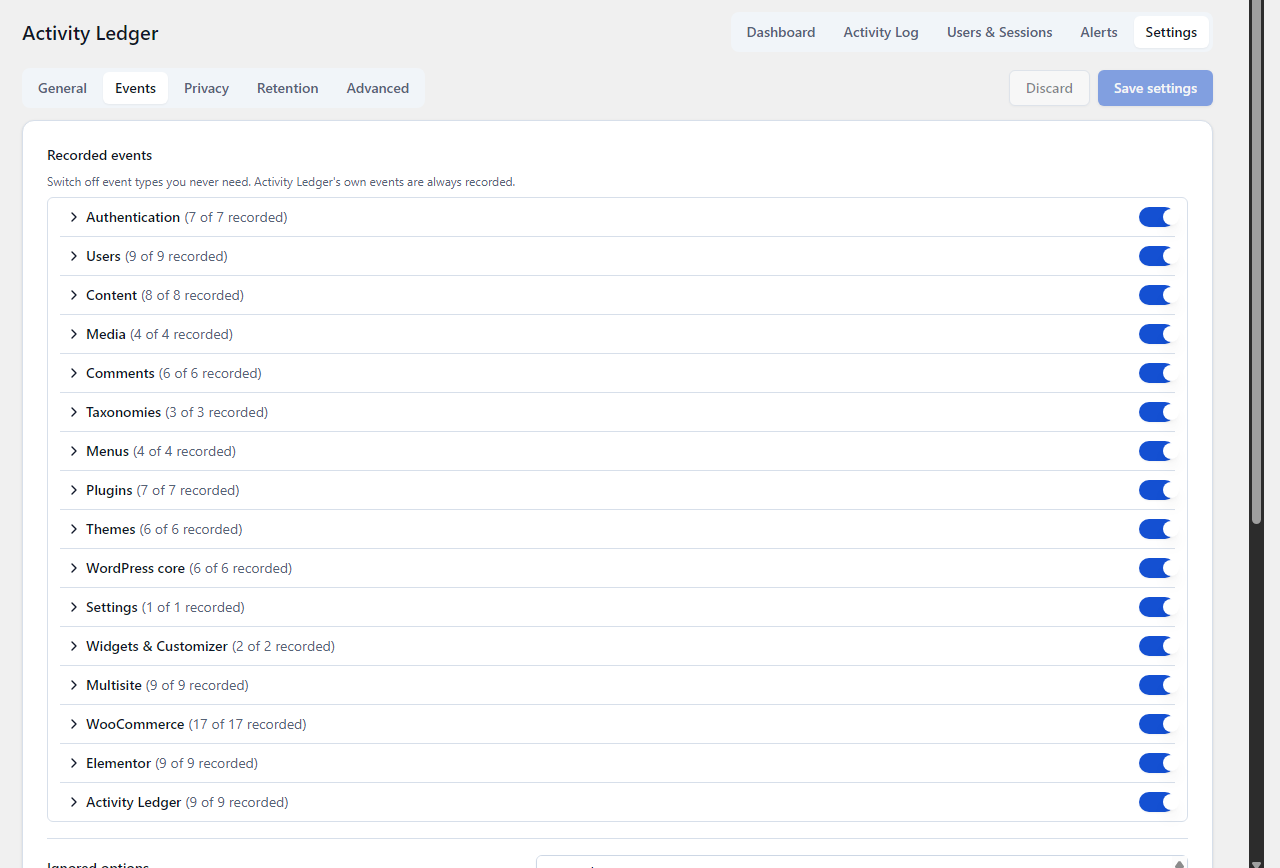 Activity Ledger
Dashboard
Activity Log
Users & Sessions
Alerts
Settings
General
Events
Privacy
Retention
Advanced
Discard
Save settings
Recorded events
Switch off event types you never need. Activity Ledger's own events are always recorded.
Authentication (7 of 7 recorded)
Users (9 of 9 recorded)
Content (8 of 8 recorded)
Media (4 of 4 recorded)
Comments (6 of 6 recorded)
Taxonomies (3 of 3 recorded)
Menus (4 of 4 recorded)
Plugins (7 of 7 recorded)
Themes (6 of 6 recorded)
WordPress core (6 of 6 recorded)
Settings (1 of 1 recorded)
Widgets & Customizer (2 of 2 recorded)
Multisite (9 of 9 recorded)
WooCommerce (17 of 17 recorded)
Elementor (9 of 9 recorded)
Activity Ledger (9 of 9 recorded)
Ignored options